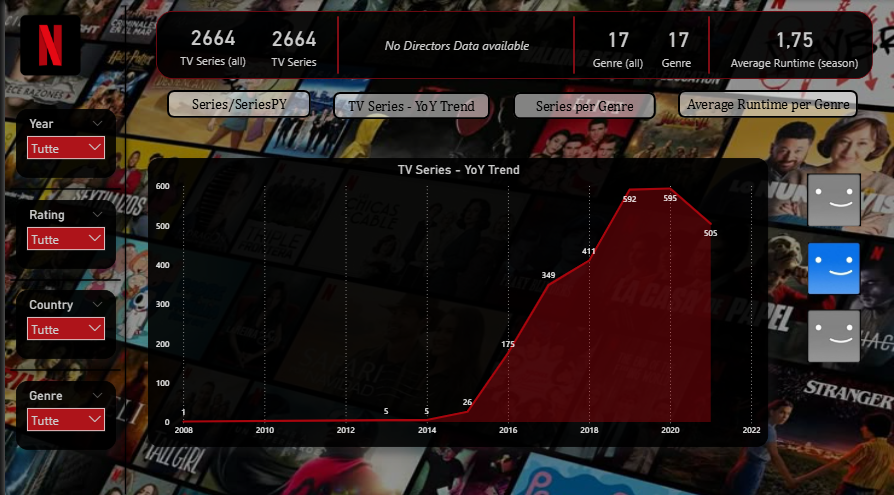 N
2664
TV Series (all)
2664
TV Series
No Directors Data available
17
Genre (all)
17
Genre
1,75
Average Runtime (season)
Series/SeriesPY
TV Series - YoY Trend
Series per Genre
Average Runtime per Genre
Year
Tutte
Rating
Tutte
Country
Tutte
Genre
Tutte
TV Series - YoY Trend
600
500
400
300
200
100
0
1
5
5
26
175
349
411
592
595
505
2008
2010
2012
2014
2016
2018
2020
2022
STRANGER
TALL GIRL